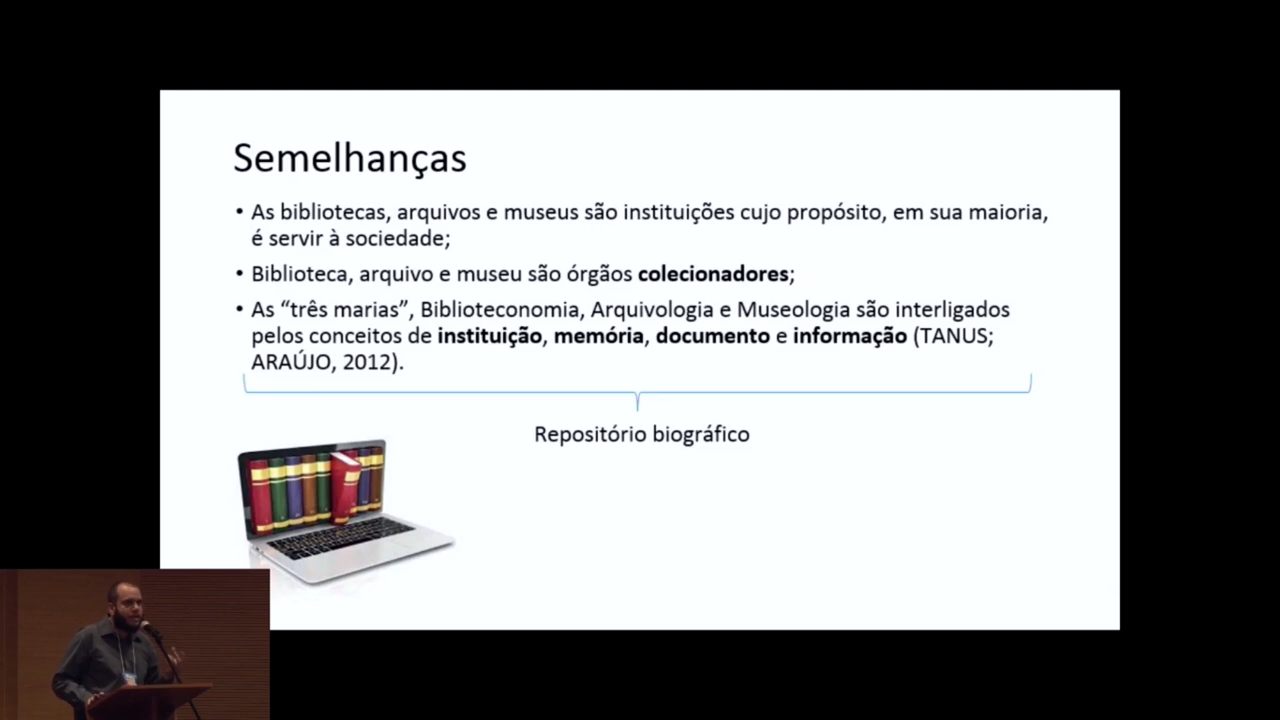 Semelhanças
• As bibliotecas, arquivos e museus são instituições cujo propósito, em sua maioria,
é servir à sociedade;
• Biblioteca, arquivo e museu são órgãos colecionadores;
• As “três marias”, Biblioteconomia, Arquivologia e Museologia são interligados
pelos conceitos de instituição, memória, documento e informação (TANUS;
ARAÚJO, 2012).
Repositório biográfico